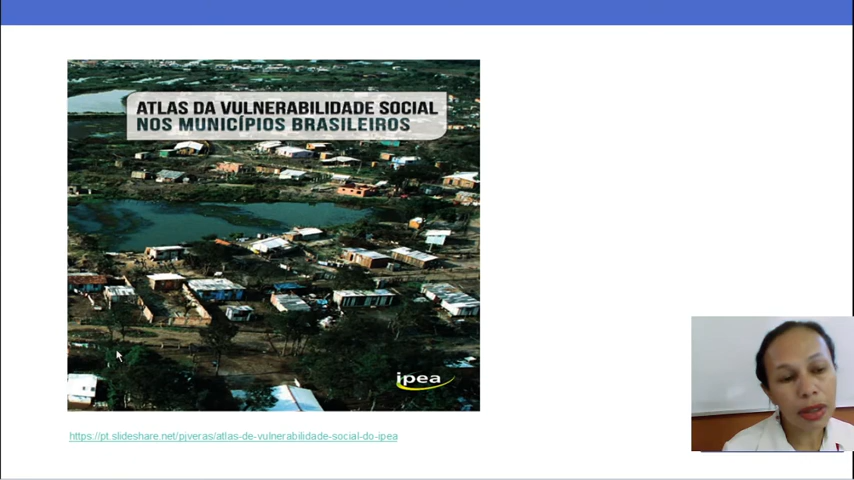 ATLAS DA VULNERABILIDADE SOCIAL
NOS MUNICÍPIOS BRASILEIROS
ipea
https://pt.slideshare.net/pjveras/atlas-de-vulnerabilidade-social-do-ipea